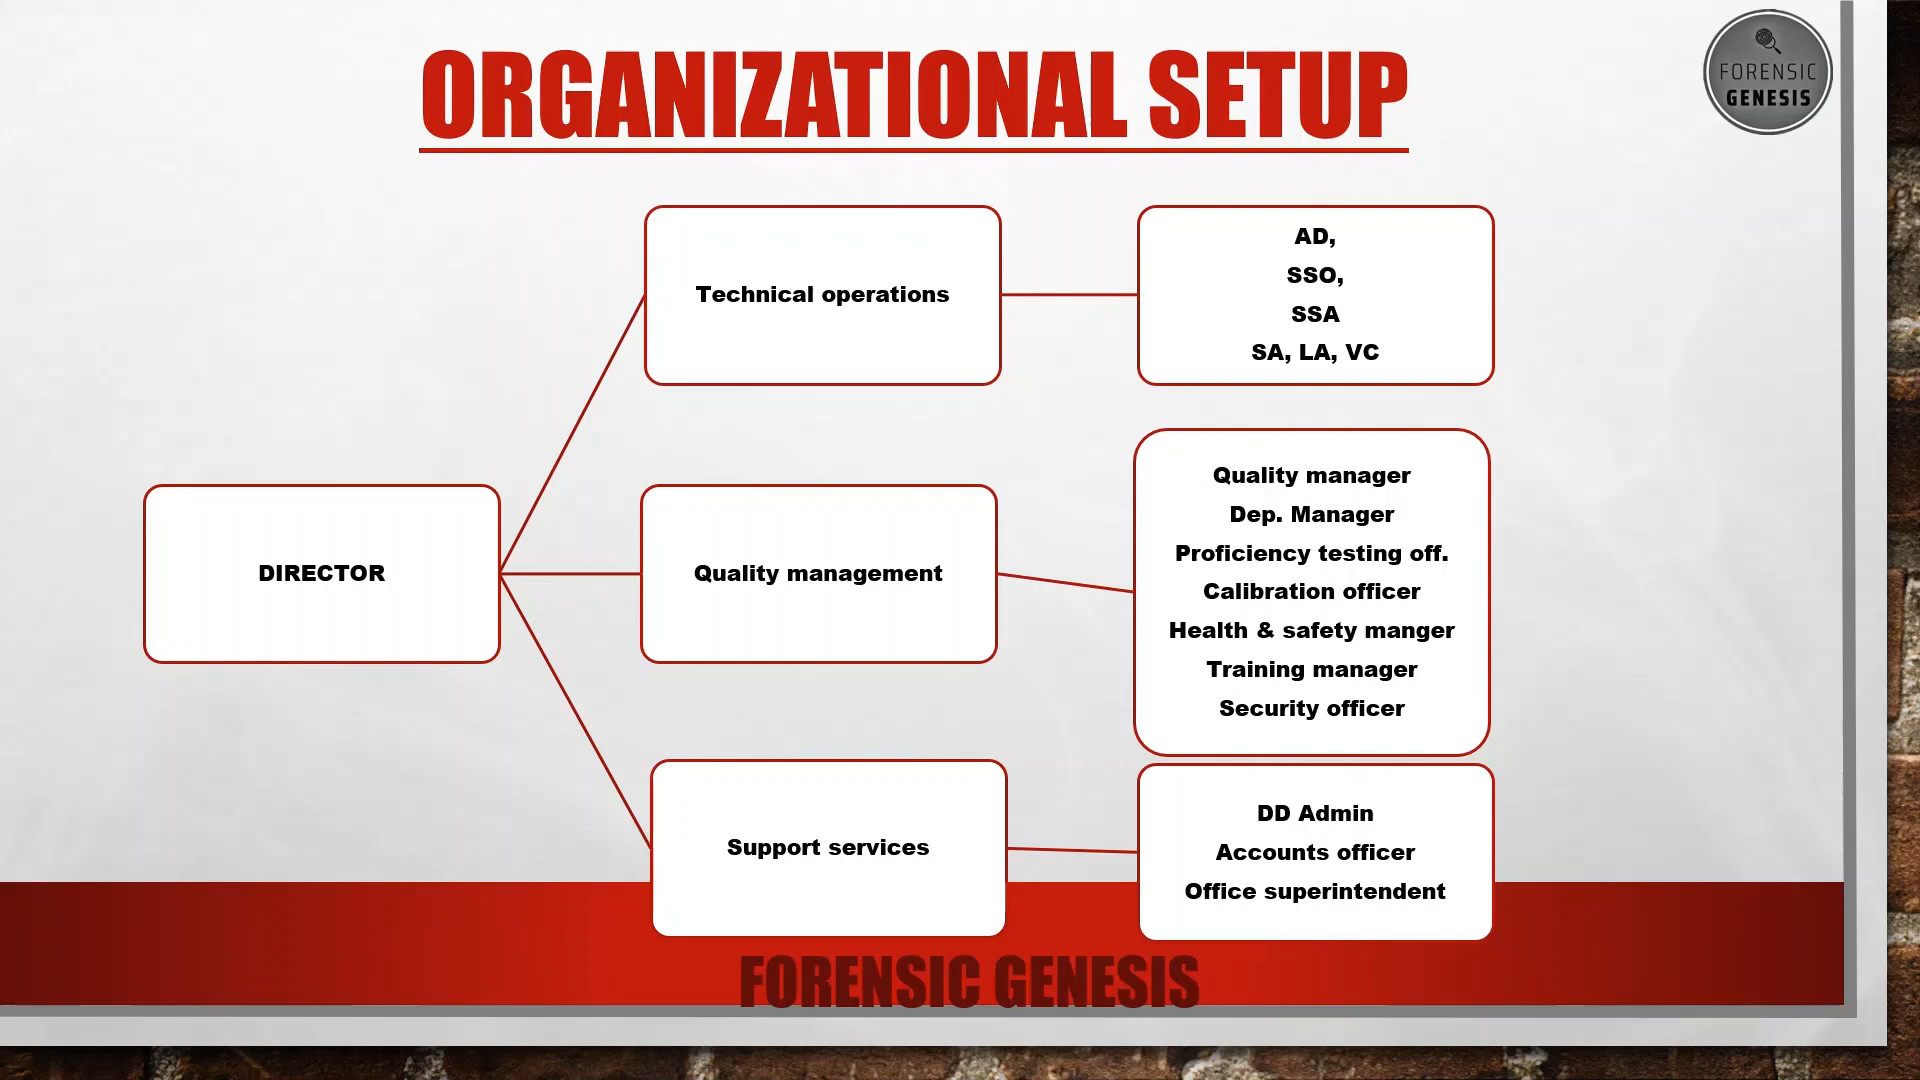 ORGANIZATIONAL SETUP
FORENSIC
GENESIS
DIRECTOR
Technical operations
AD,
SSO,
SSA
SA, LA, VC
Quality management
Quality manager
Dep. Manager
Proficiency testing off.
Calibration officer
Health & safety manger
Training manager
Security officer
Support services
DD Admin
Accounts officer
Office superintendent
FORENSIC GENESIS